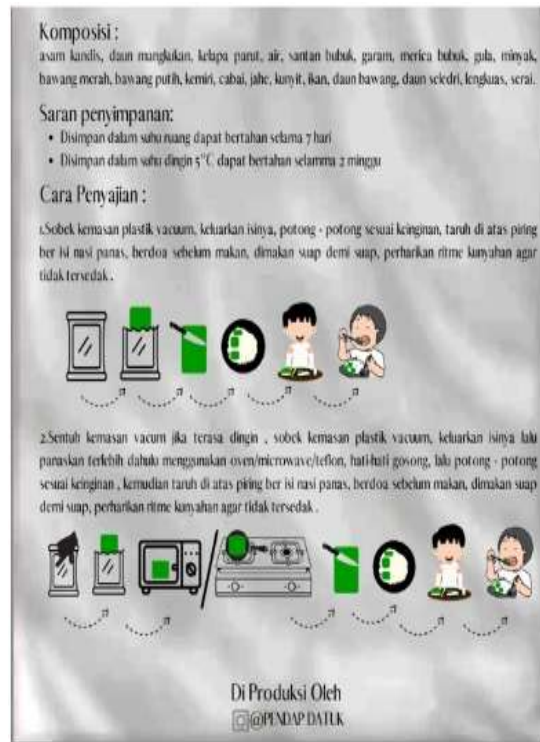 Komposisi :
asam kandis, daun mangkukan, kelapa parut, air, santan bubuk, garam, merica bubuk, gula, minyak,
bawang merah, bawang putih, kemiri, cabai, jahe, kunyit, ikan, daun bawang, daun seledri, lengkuas, serai.
Saran penyimpanan:
• Disimpan dalam suhu ruang dapat bertahan selama 7 hari
• Disimpan dalam suhu dingin 5°C dapat bertahan selamma 2 minggu
Cara Penyajian :
1.Sobek kemasan plastik vacuum, keluarkan isinya, potong - potong sesuai keinginan, taruh di atas piring
ber isi nasi panas, berdoa sebelum makan, dimakan suap demi suap, perharikan ritme kunyahan agar
tidak tersedak .
2.Sentuh kemasan vacum jika terasa dingin , sobek kemasan plastik vacuum, keluarkan isinya lalu
panaskan terlebih dahulu menggunakan oven/microwave/teflon, hati-hati gosong, lalu potong - potong
sesuai keinginan , kemudian taruh di atas piring ber isi nasi panas, berdoa sebelum makan, dimakan suap
demi suap, perharikan ritme kunyahan agar tidak tersedak .
Di Produksi Oleh
@PENDAP DATUK